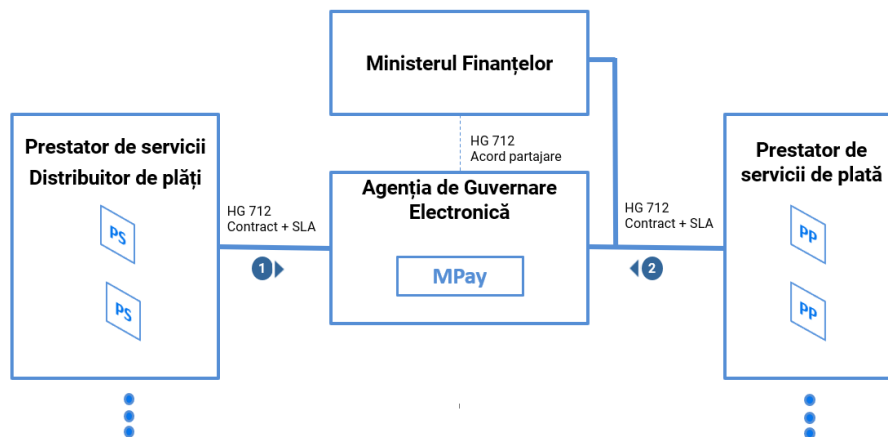 Ministerul Finanțelor
HG 712
Acord partajare
Prestator de servicii
Distribuitor de plăți
PS
PS
HG 712
Contract + SLA
1
Agenția de Guvernare
Electronică
MPay
HG 712
Contract + SLA
2
Prestator de
servicii de plată
PP
PP